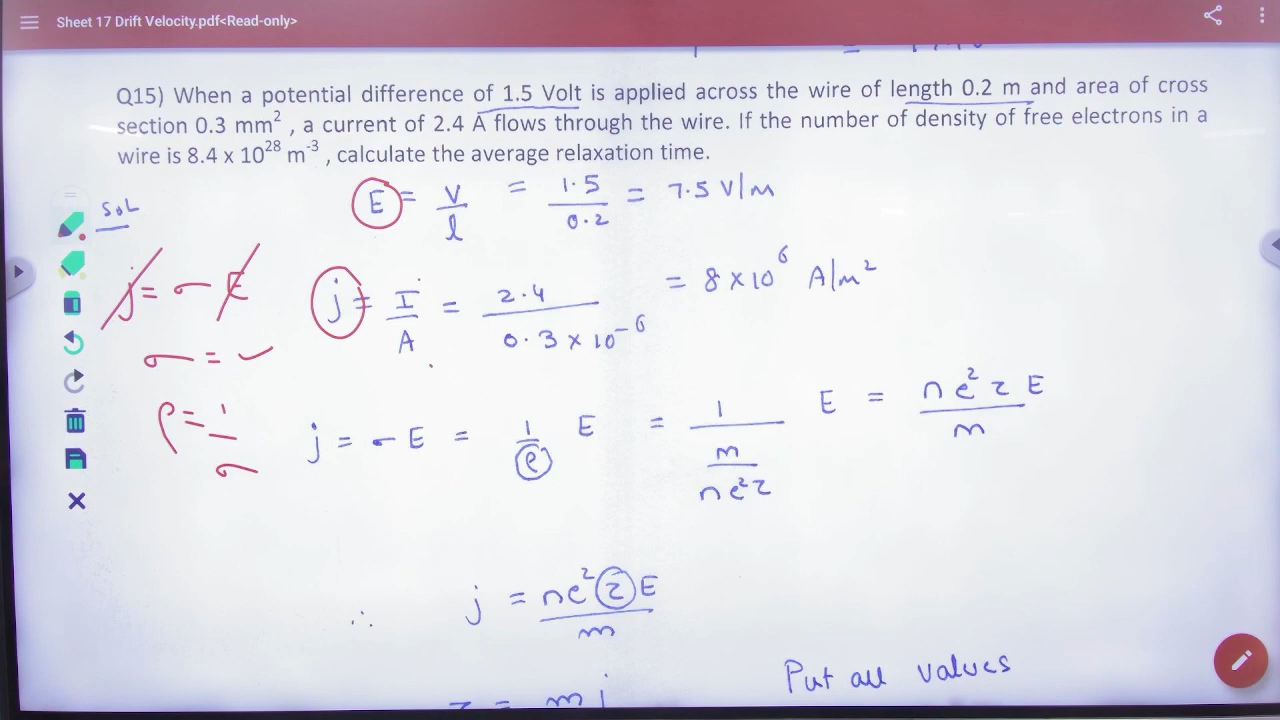 Sheet 17 Drift Velocity.pdf<Read-only>
Q15) When a potential difference of 1.5 Volt is applied across the wire of length 0.2 m and area of cross
section 0.3 mm² , a current of 2.4 A flows through the wire. If the number of density of free electrons in a
wire is 8.4 x 10²⁸ m⁻³ , calculate the average relaxation time.
SOL
E = V/l = 1.5/0.2 = 7.5 V/m
j = σ E
j = I/A = 2.4/0.3 × 10⁻⁶ = 8 × 10⁶ A/m²
σ = ✓
ρ = 1/σ
j = σ E = 1/ρ E = 1/(m/ne²τ) E = ne²τE/m
∴ j = ne²τE/m
Put all values
τ = mj